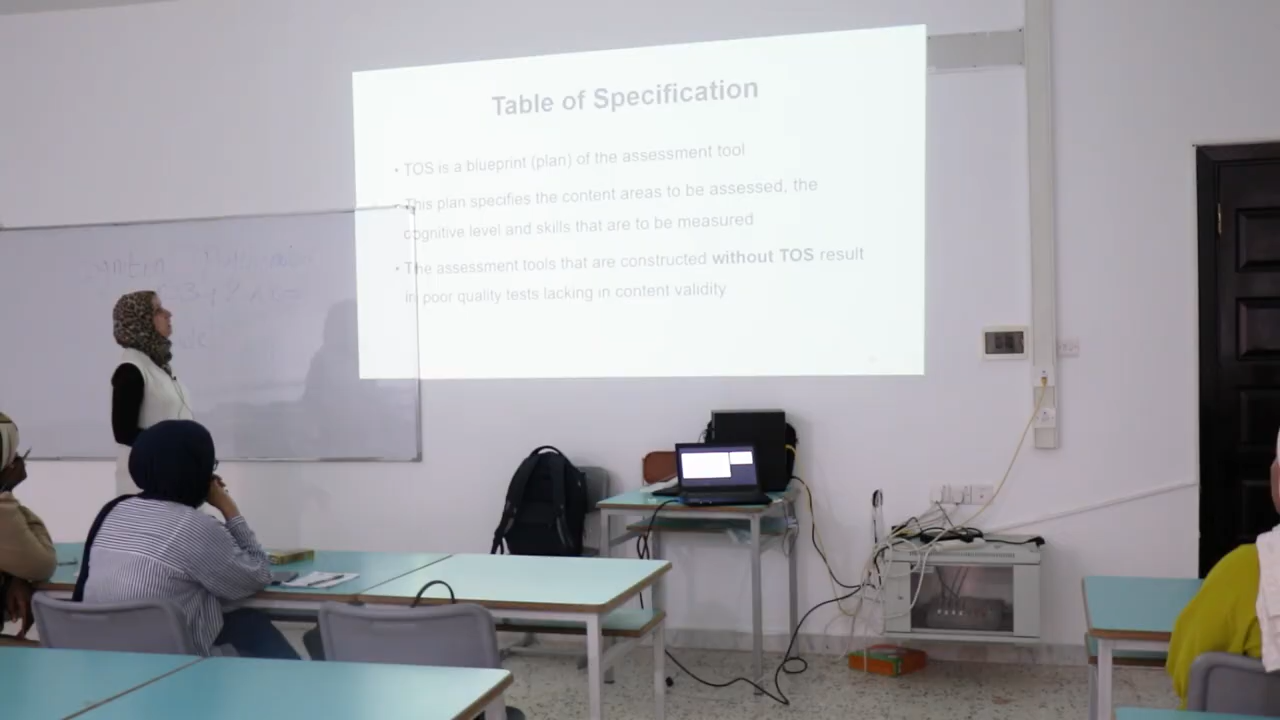 Table of Specification
• TOS is a blueprint (plan) of the assessment tool
• This plan specifies the content areas to be assessed, the
cognitive level and skills that are to be measured
• The assessment tools that are constructed without TOS result
in poor quality tests lacking in content validity